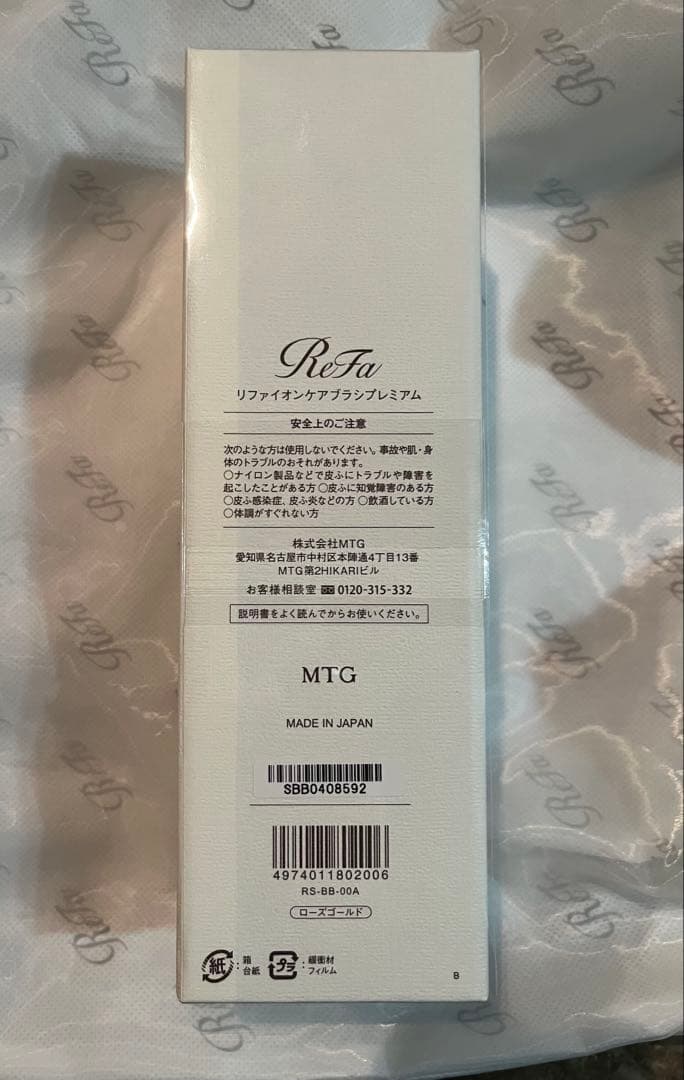 ReFa
リファイオンケアブラシプレミアム
安全上のご注意
次のような方は使用しないでください。事故や肌・身
体のトラブルのおそれがあります。
○ナイロン製品などで皮ふにトラブルや障害を
起こしたことがある方 ○皮ふに知覚障害のある方
○皮ふ感染症、皮ふ炎などの方 ○飲酒している方
○体調がすぐれない方
株式会社MTG
愛知県名古屋市中村区本陣通4丁目13番
MTG第2HIKARIビル
お客様相談室 0120-315-332
説明書をよく読んでからお使いください。
MTG
MADE IN JAPAN
SBB0408592
4974011802006
RS-BB-00A
ローズゴールド
紙 : 箱 台紙 プラ : 緩衝材 フィルム
B
ReFa
ReFa
ReFa
ReFa
ReFa
ReFa
ReFa
ReFa
ReFa
ReFa